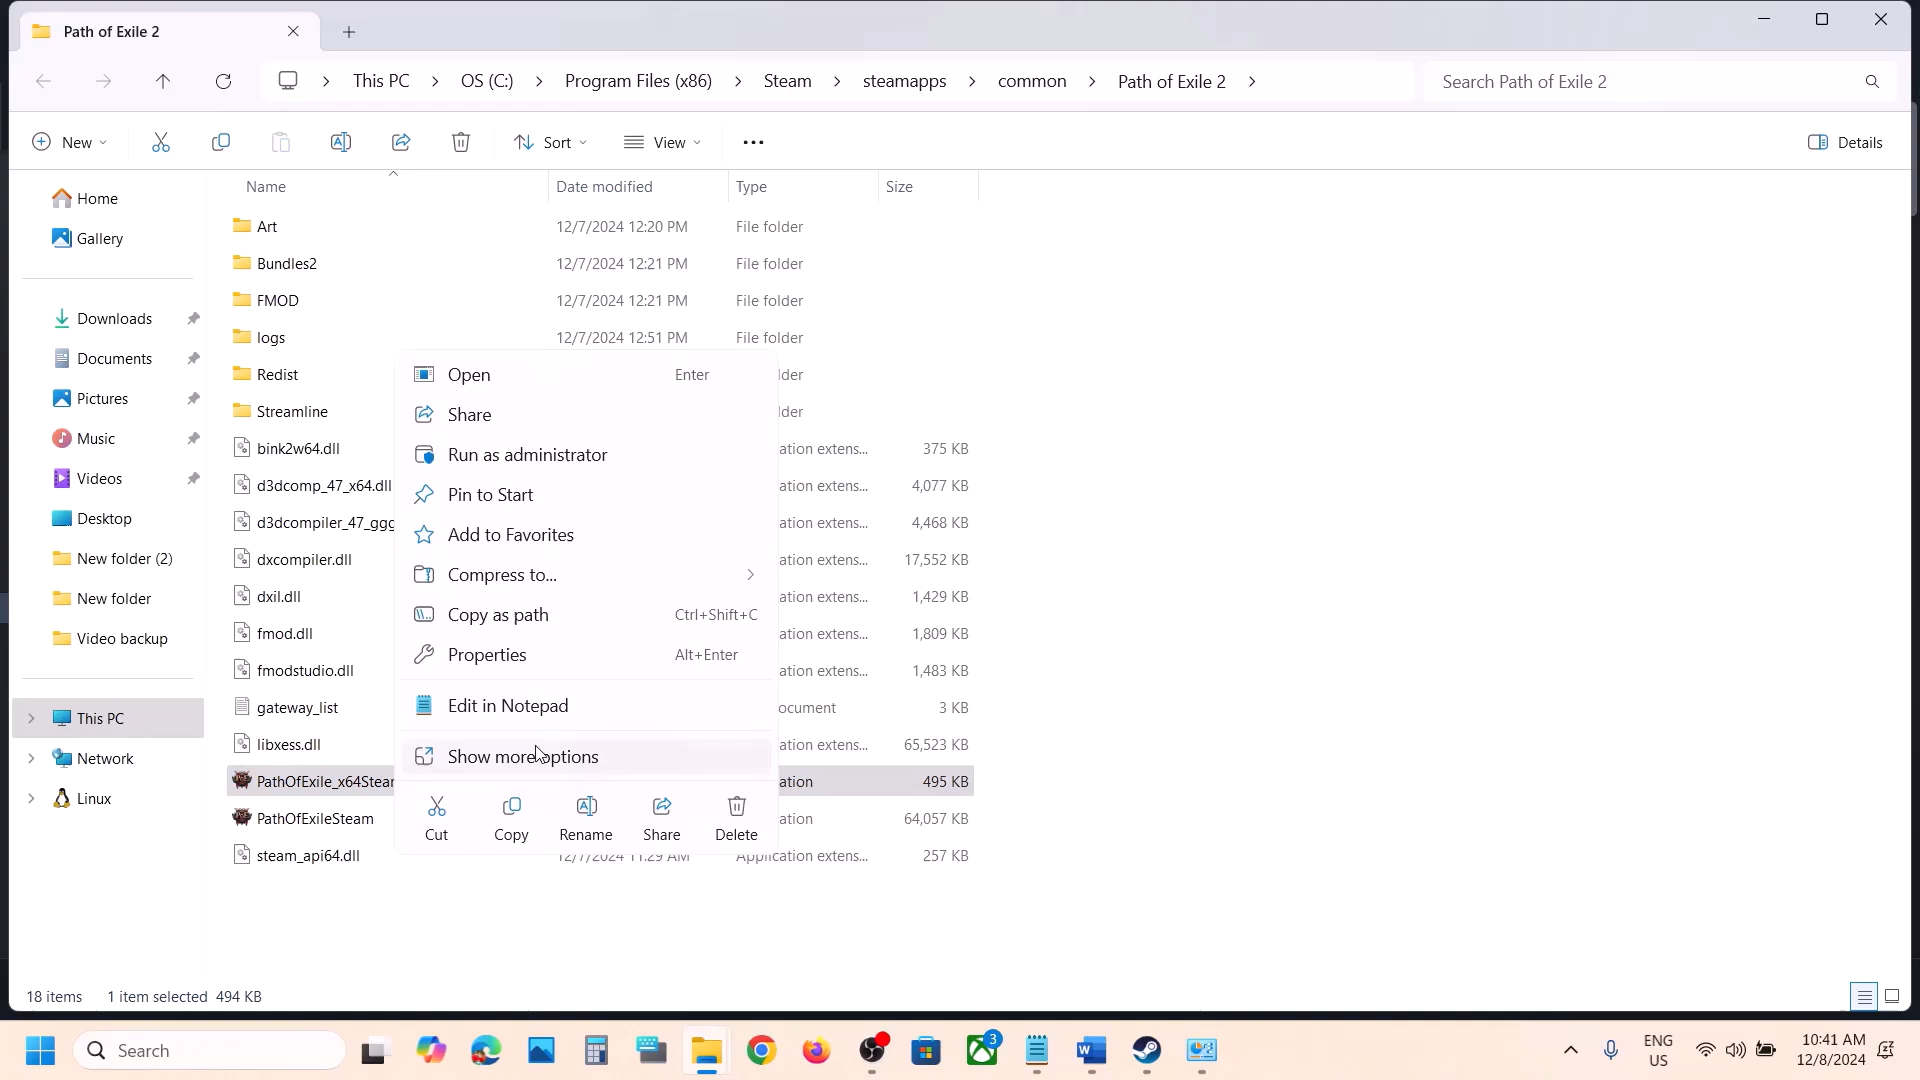 Path of Exile 2
This PC
OS (C:)
Program Files (x86)
Steam
steamapps
common
Path of Exile 2
Search Path of Exile 2
New
Sort
View
Details
Name
Date modified
Type
Size
Home
Gallery
Downloads
Documents
Pictures
Music
Videos
Desktop
New folder (2)
New folder
Video backup
This PC
Network
Linux
Art 12/7/2024 12:20 PM File folder
Bundles2 12/7/2024 12:21 PM File folder
FMOD 12/7/2024 12:21 PM File folder
logs 12/7/2024 12:51 PM File folder
Redist lder
Streamline lder
bink2w64.dll ation extens... 375 KB
d3dcomp_47_x64.dll ation extens... 4,077 KB
d3dcompiler_47_ggg ation extens... 4,468 KB
dxcompiler.dll ation extens... 17,552 KB
dxil.dll ation extens... 1,429 KB
fmod.dll ation extens... 1,809 KB
fmodstudio.dll ation extens... 1,483 KB
gateway_list ocument 3 KB
libxess.dll ation extens... 65,523 KB
PathOfExile_x64Stear ation 495 KB
PathOfExileSteam ation 64,057 KB
steam_api64.dll 12/7/2024 11:29 AM Application extens... 257 KB
Open Enter
Share
Run as administrator
Pin to Start
Add to Favorites
Compress to...
Copy as path Ctrl+Shift+C
Properties Alt+Enter
Edit in Notepad
Show more options
Cut
Copy
Rename
Share
Delete
18 items 1 item selected 494 KB
Search
3
ENG
US
10:41 AM
12/8/2024